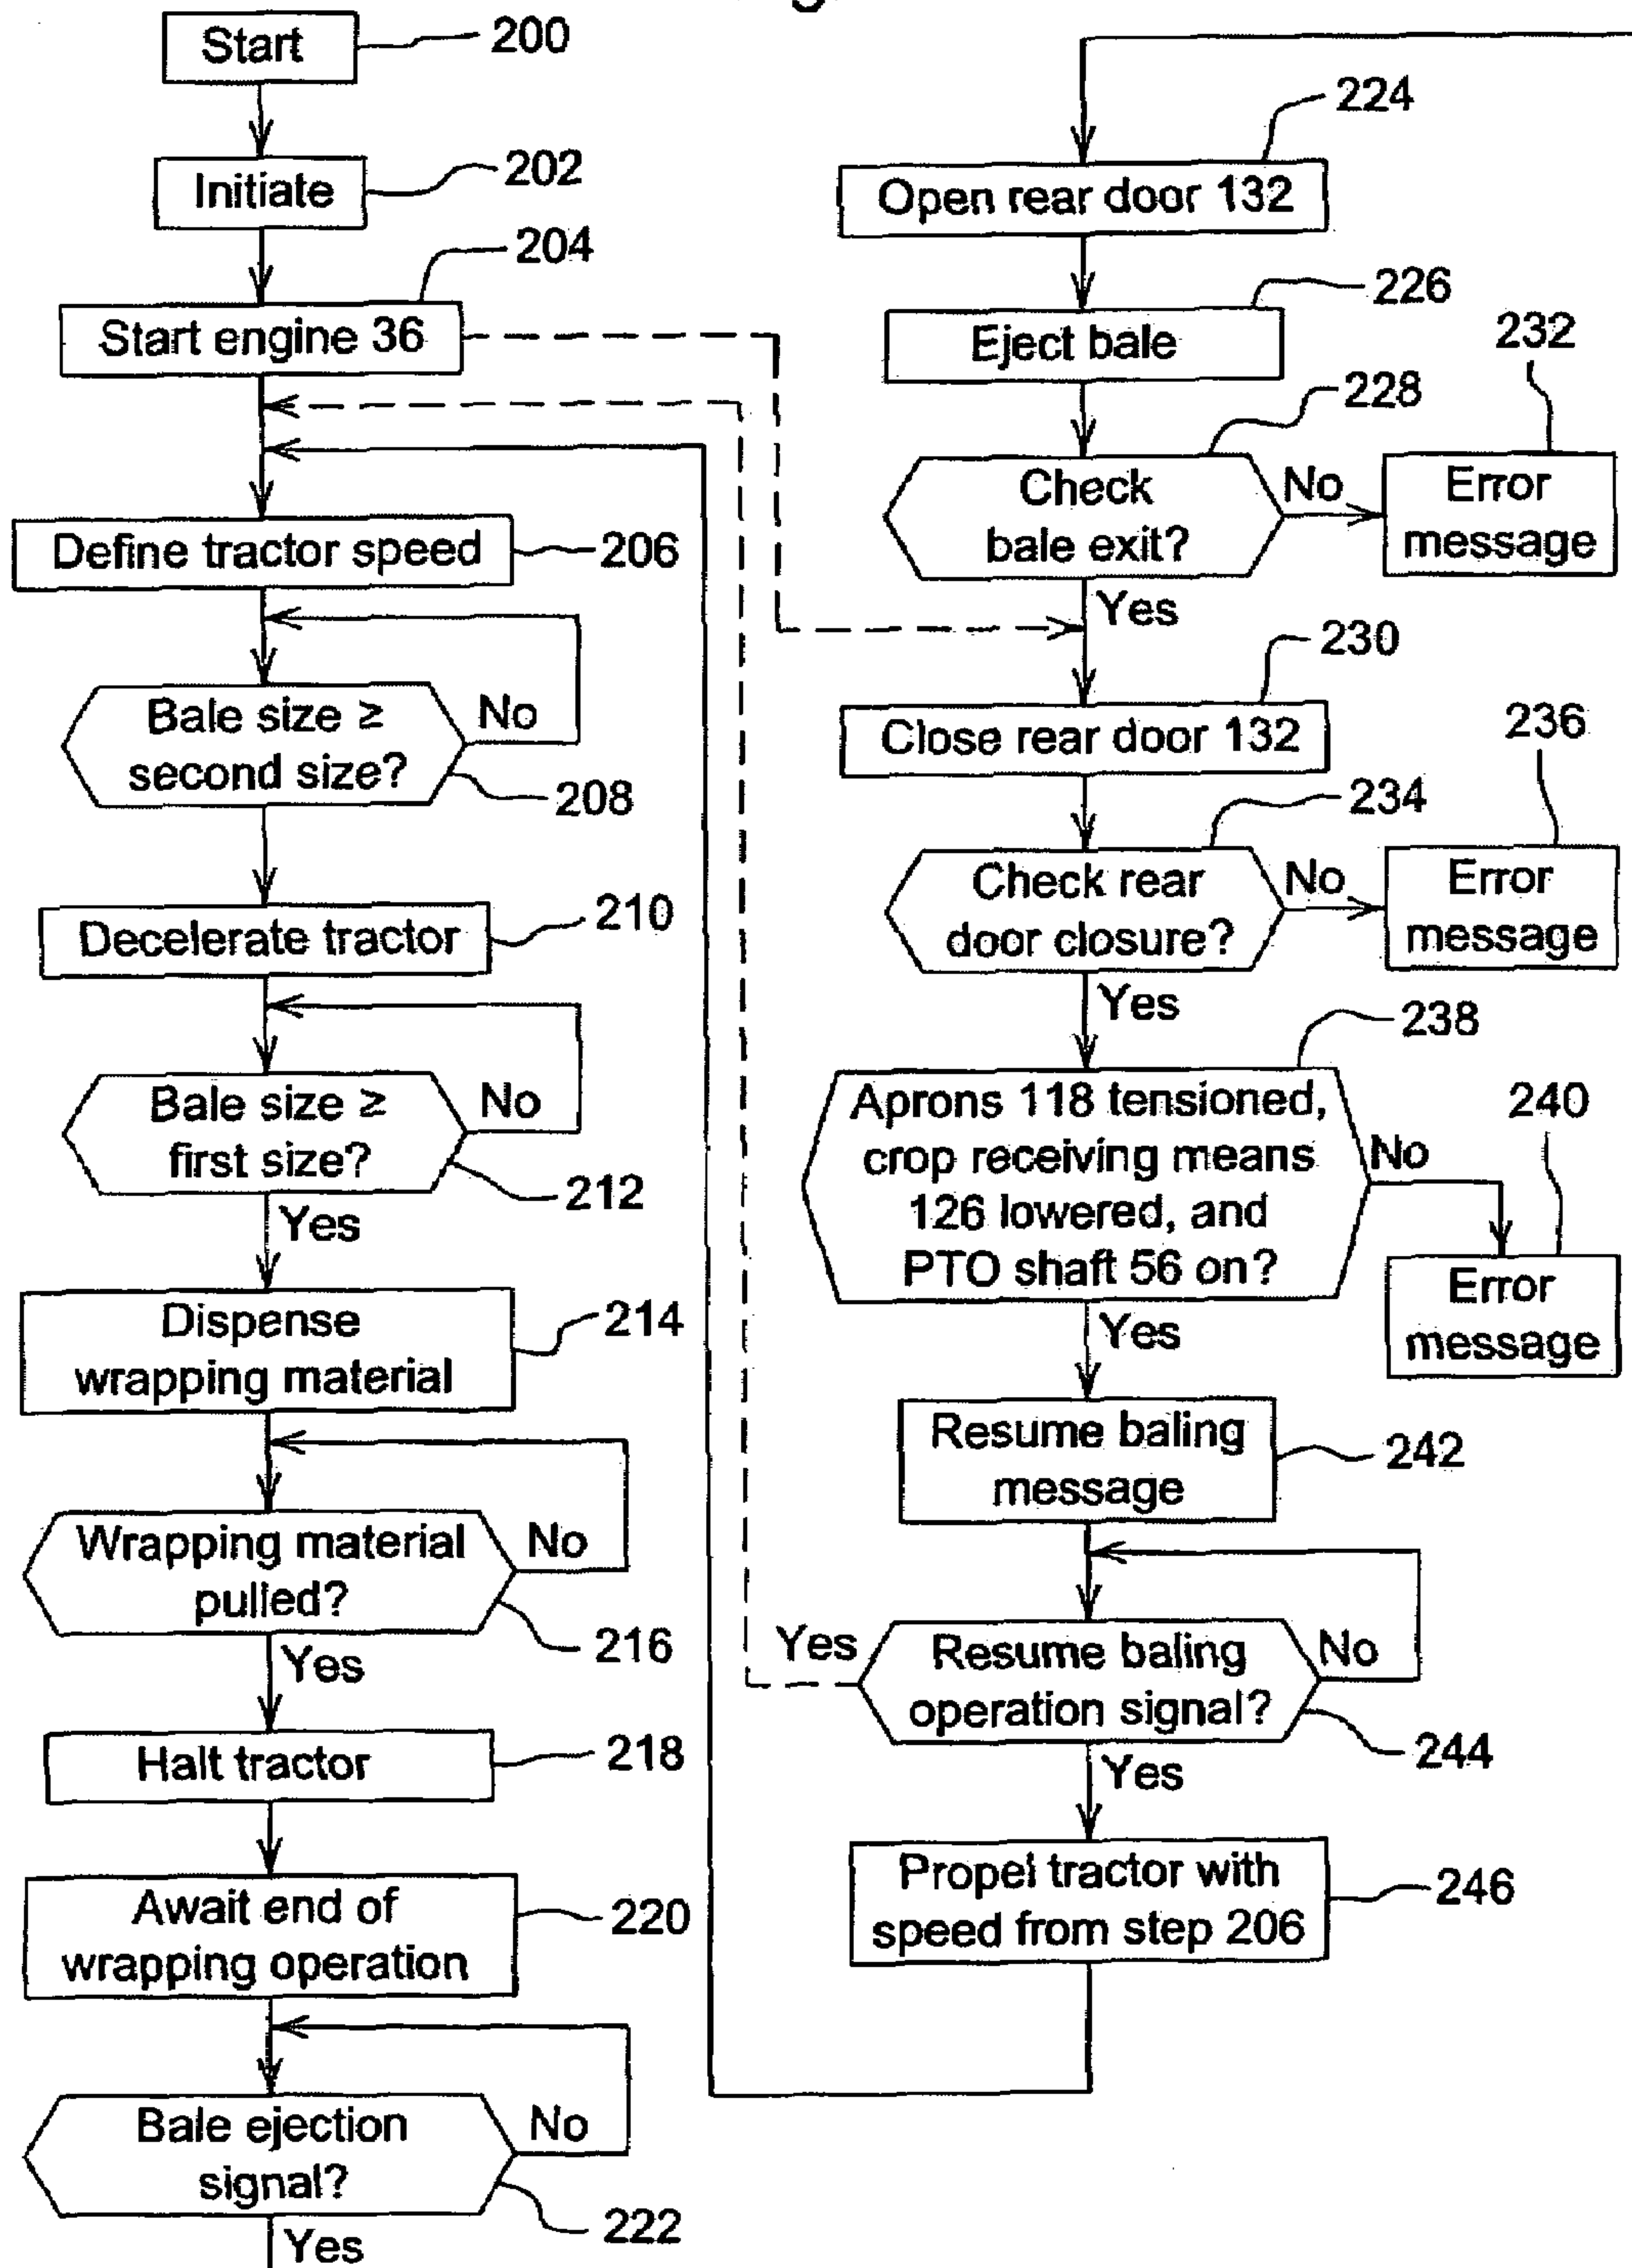 Start
200
Initiate
202
204
Start engine 36
Define tractor speed
206
Bale size ≥
second size?
No
208
Decelerate tractor
210
Bale size ≥
first size?
No
212
Yes
Dispense
wrapping material
214
Wrapping material
pulled?
No
216
Yes
Halt tractor
218
Await end of
wrapping operation
220
Bale ejection
signal?
No
222
Yes
224
Open rear door 132
226
Eject bale
228
Check
bale exit?
No
232
Error
message
Yes
230
Close rear door 132
234
Check rear
door closure?
No
236
Error
message
Yes
238
Aprons 118 tensioned,
crop receiving means
126 lowered, and
PTO shaft 56 on?
No
240
Error
message
Yes
Resume baling
message
242
Yes
Resume baling
operation signal?
No
244
Yes
Propel tractor with
speed from step 206
246